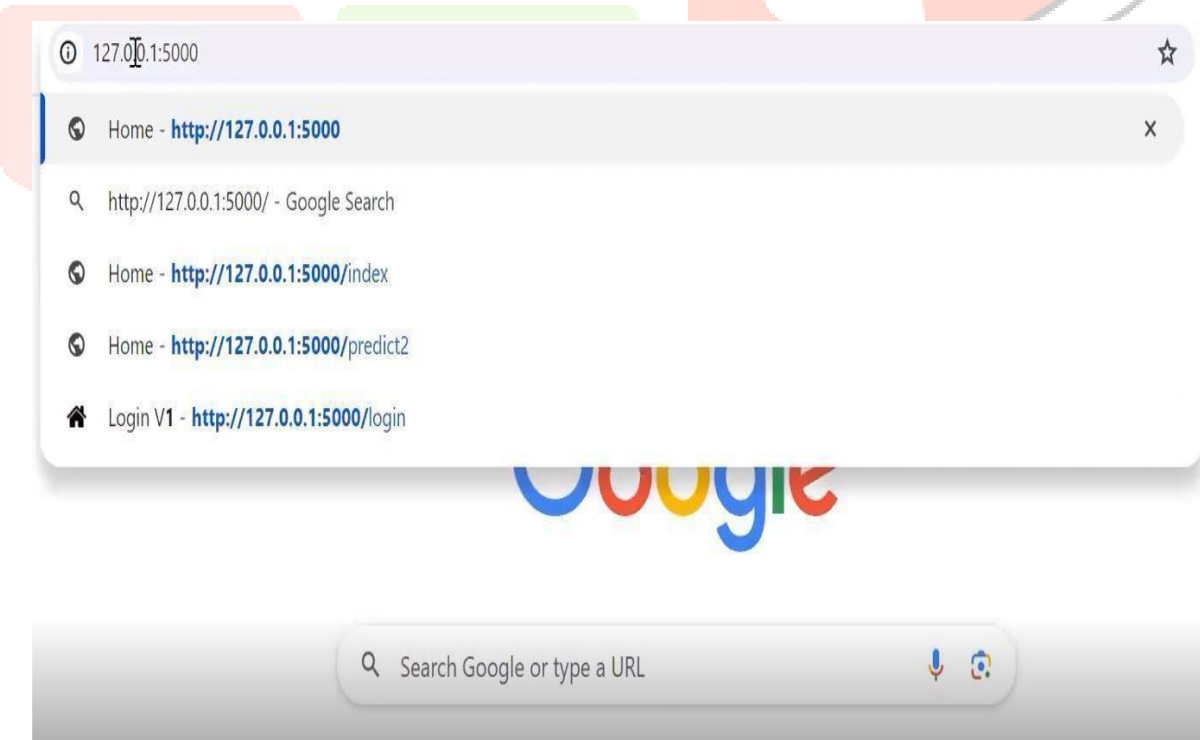 127.0.0.1:5000
Home - http://127.0.0.1:5000
http://127.0.0.1:5000/ - Google Search
Home - http://127.0.0.1:5000/index
Home - http://127.0.0.1:5000/predict2
Login V1 - http://127.0.0.1:5000/login
Google
Search Google or type a URL